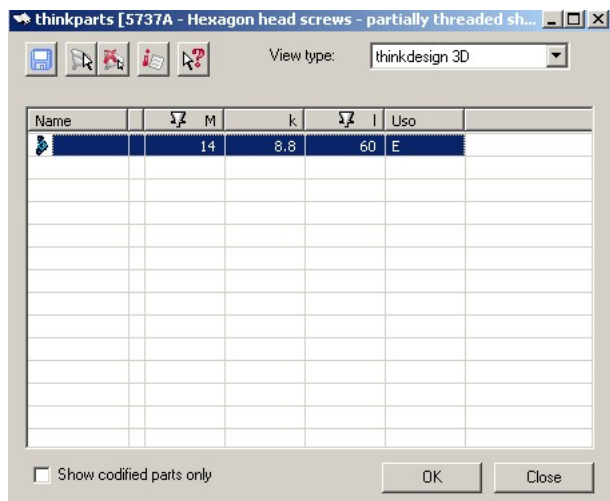 thinkparts [5737A - Hexagon head screws - partially threaded sh...
View type: thinkdesign 3D
Name M k l Uso
14 8.8 60 E
Show codified parts only OK Close